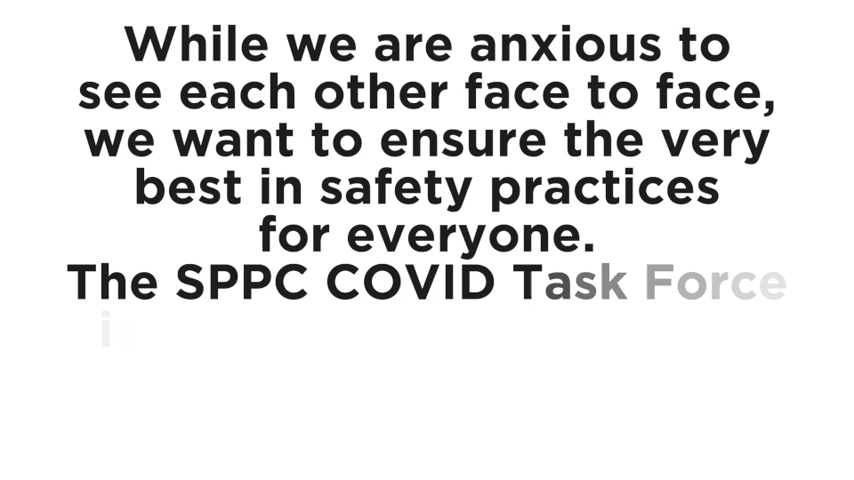 While we are anxious to
see each other face to face,
we want to ensure the very
best in safety practices
for everyone.
The SPPC COVID Task Force
is